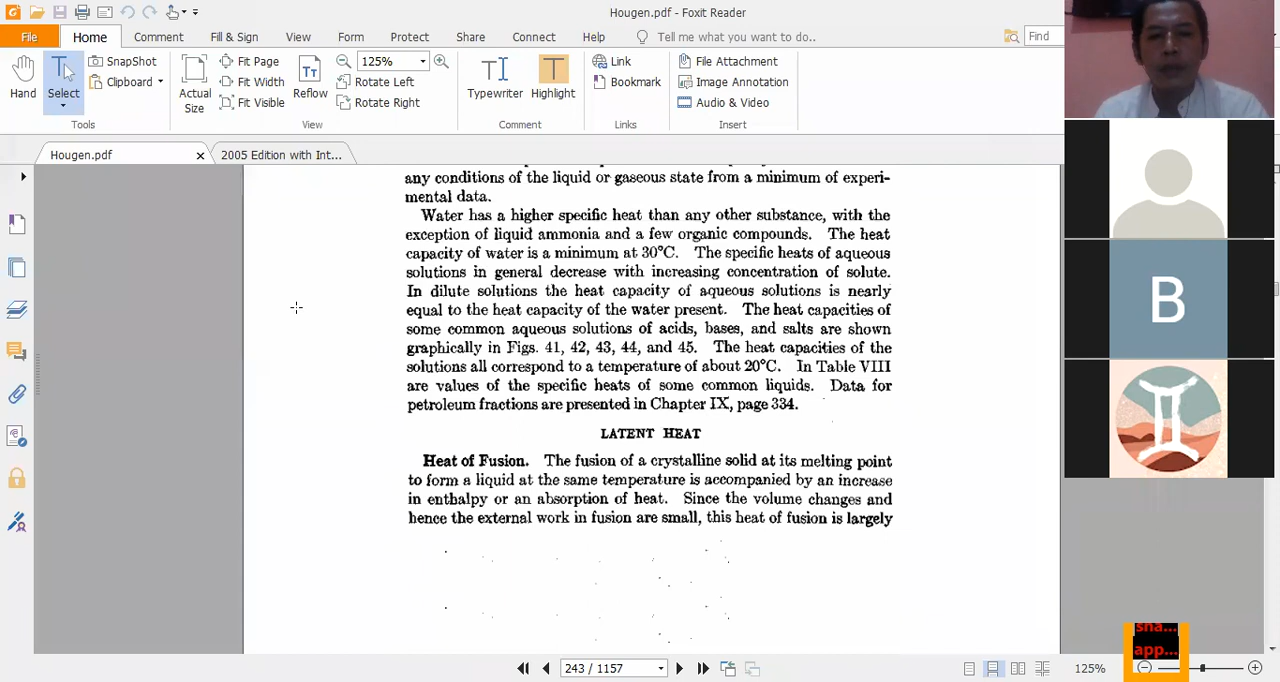 Hougen.pdf - Foxit Reader
File
Home
Comment
Fill & Sign
View
Form
Protect
Share
Connect
Help
Tell me what you want to do..
Find
Hand
Select
SnapShot
Clipboard
Actual
Size
Fit Page
Fit Width
Fit Visible
Reflow
125%
Rotate Left
Rotate Right
Typewriter
Highlight
Link
Bookmark
File Attachment
Image Annotation
Audio & Video
Tools
View
Comment
Links
Insert
Hougen.pdf
2005 Edition with Int...
any conditions of the liquid or gaseous state from a minimum of experi-
mental data.
Water has a higher specific heat than any other substance, with the
exception of liquid ammonia and a few organic compounds. The heat
capacity of water is a minimum at 30°C. The specific heats of aqueous
solutions in general decrease with increasing concentration of solute.
In dilute solutions the heat capacity of aqueous solutions is nearly
equal to the heat capacity of the water present. The heat capacities of
some common aqueous solutions of acids, bases, and salts are shown
graphically in Figs. 41, 42, 43, 44, and 45. The heat capacities of the
solutions all correspond to a temperature of about 20°C. In Table VIII
are values of the specific heats of some common liquids. Data for
petroleum fractions are presented in Chapter IX, page 334.
LATENT HEAT
Heat of Fusion. The fusion of a crystalline solid at its melting point
to form a liquid at the same temperature is accompanied by an increase
in enthalpy or an absorption of heat. Since the volume changes and
hence the external work in fusion are small, this heat of fusion is largely
B
243 / 1157
125%
sha...
app...